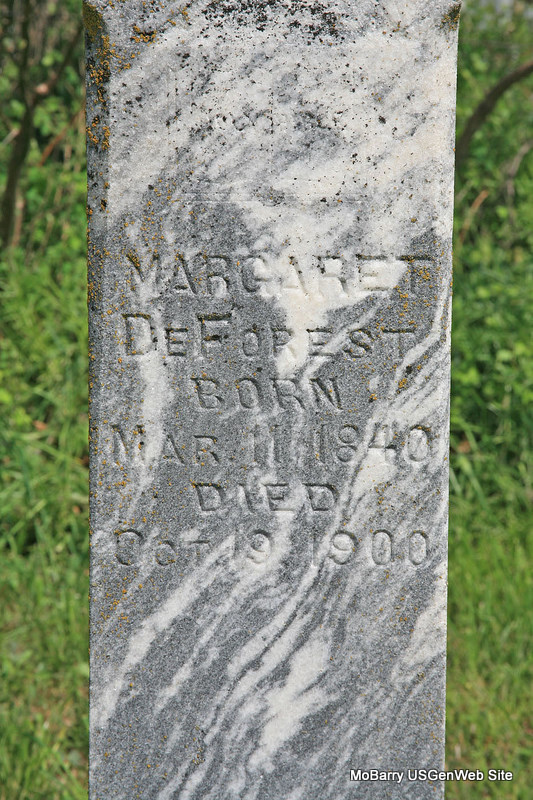 MARGARET
DEFOREST
BORN
MAR. 11, 1840
DIED
OCT 19, 1900
MoBarry USGenWeb Site